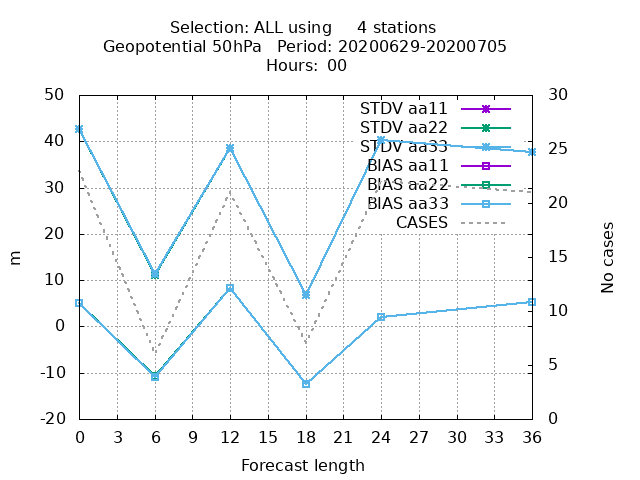 Selection: ALL using     4 stations
Geopotential 50hPa   Period: 20200629-20200705
Hours: 00
50
40
30
20
10
0
-10
-20
m
30
25
20
15
10
5
0
No cases
STDV aa11
STDV aa22
STDV aa33
BIAS aa11
BIAS aa22
BIAS aa33
CASES
0 3 6 9 12 15 18 21 24 27 30 33 36
Forecast length